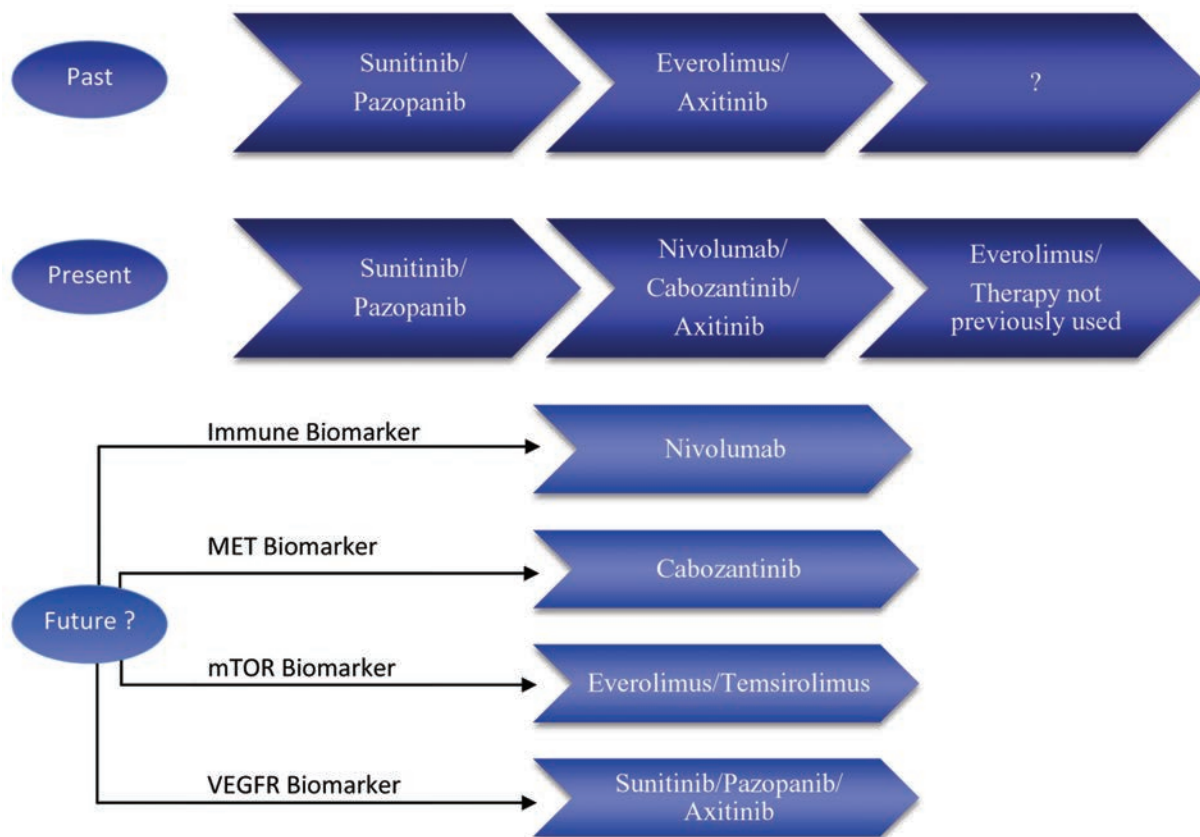 Past
Sunitinib/
Pazopanib
Everolimus/
Axitinib
?
Present
Sunitinib/
Pazopanib
Nivolumab/
Cabozantinib/
Axitinib
Everolimus/
Therapy not
previously used
Future ?
Immune Biomarker
Nivolumab
MET Biomarker
Cabozantinib
mTOR Biomarker
Everolimus/Temsirolimus
VEGFR Biomarker
Sunitinib/Pazopanib/
Axitinib